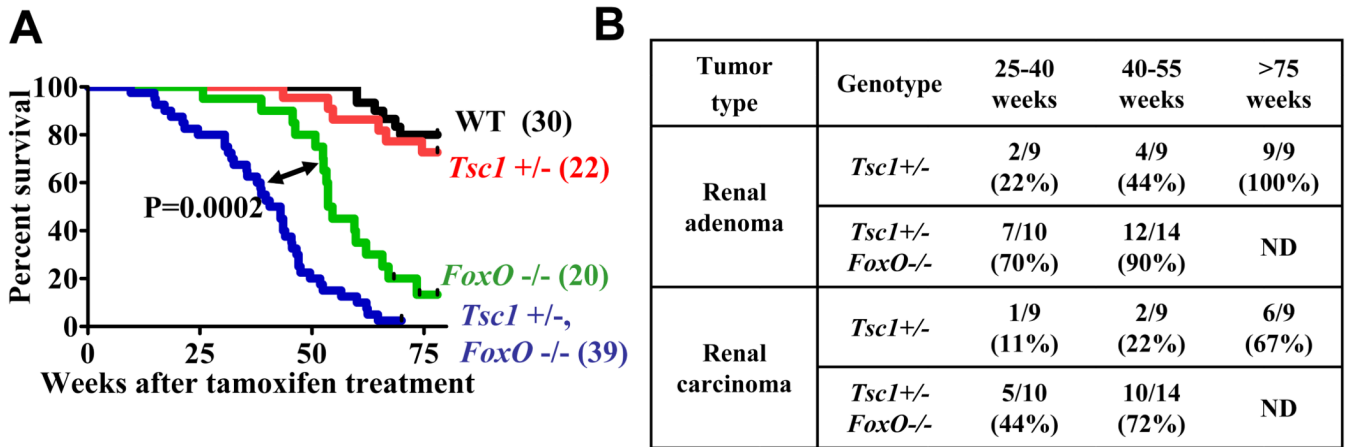 A
100
80
60
40
20
0
Percent survival
0 25 50 75
Weeks after tamoxifen treatment
P=0.0002
WT (30)
Tsc1 +/- (22)
FoxO -/- (20)
Tsc1 +/-,
FoxO -/- (39)
B
Tumor type Genotype 25-40 weeks 40-55 weeks >75 weeks
Renal adenoma
Tsc1+/- 2/9 (22%) 4/9 (44%) 9/9 (100%)
Tsc1+/- FoxO-/- 7/10 (70%) 12/14 (90%) ND
Renal carcinoma
Tsc1+/- 1/9 (11%) 2/9 (22%) 6/9 (67%)
Tsc1+/- FoxO-/- 5/10 (44%) 10/14 (72%) ND